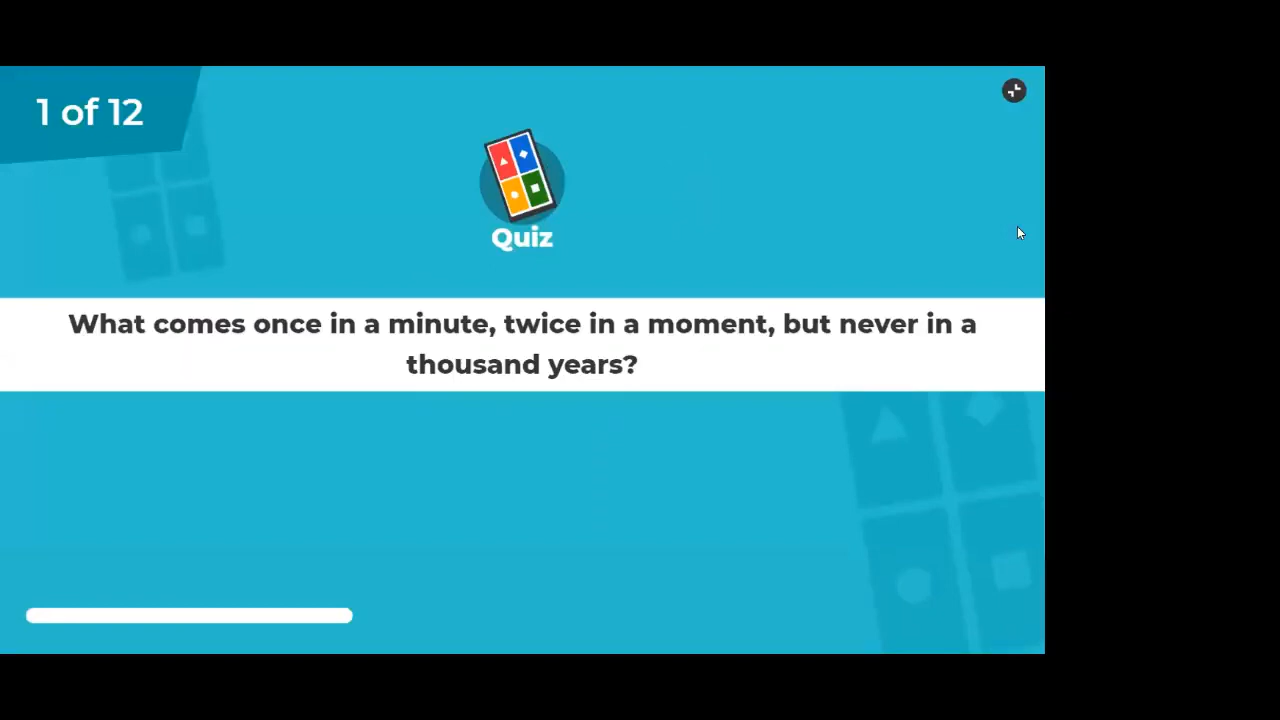 1 of 12
Quiz
What comes once in a minute, twice in a moment, but never in a
thousand years?